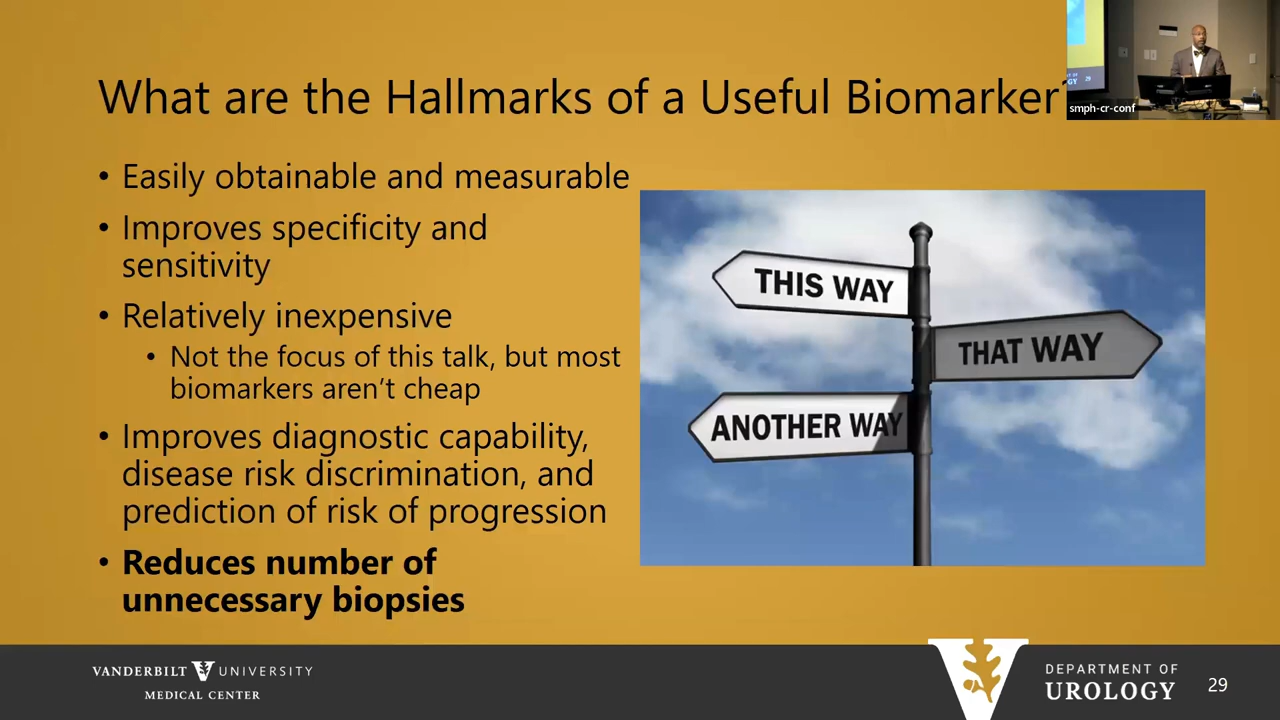 What are the Hallmarks of a Useful Biomarker?
smph-cr-conf
• Easily obtainable and measurable
• Improves specificity and
sensitivity
• Relatively inexpensive
• Not the focus of this talk, but most
biomarkers aren't cheap
• Improves diagnostic capability,
disease risk discrimination, and
prediction of risk of progression
• Reduces number of
unnecessary biopsies
THIS WAY
THAT WAY
ANOTHER WAY
VANDERBILT V UNIVERSITY
MEDICAL CENTER
V
DEPARTMENT OF
UROLOGY
29